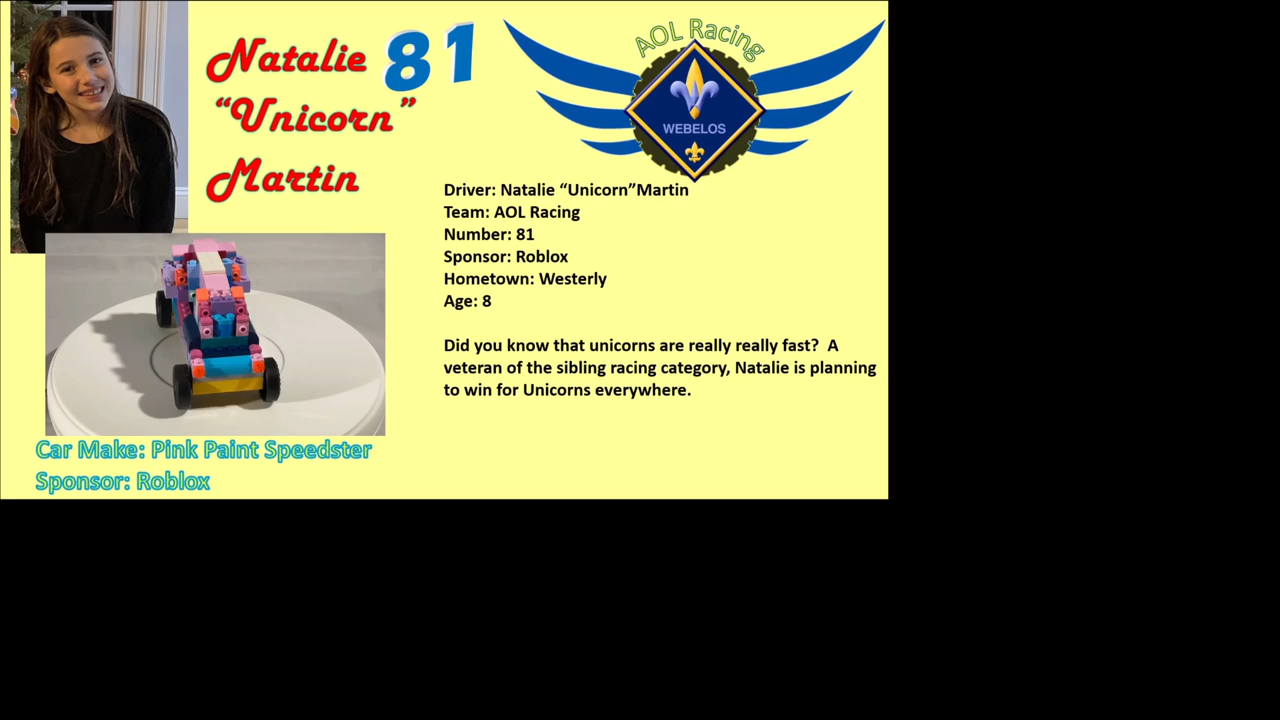 Natalie
81
“Unicorn”
Martin
AOL Racing
WEBELOS
Driver: Natalie “Unicorn”Martin
Team: AOL Racing
Number: 81
Sponsor: Roblox
Hometown: Westerly
Age: 8
Did you know that unicorns are really really fast?  A
veteran of the sibling racing category, Natalie is planning
to win for Unicorns everywhere.
Car Make: Pink Paint Speedster
Sponsor: Roblox